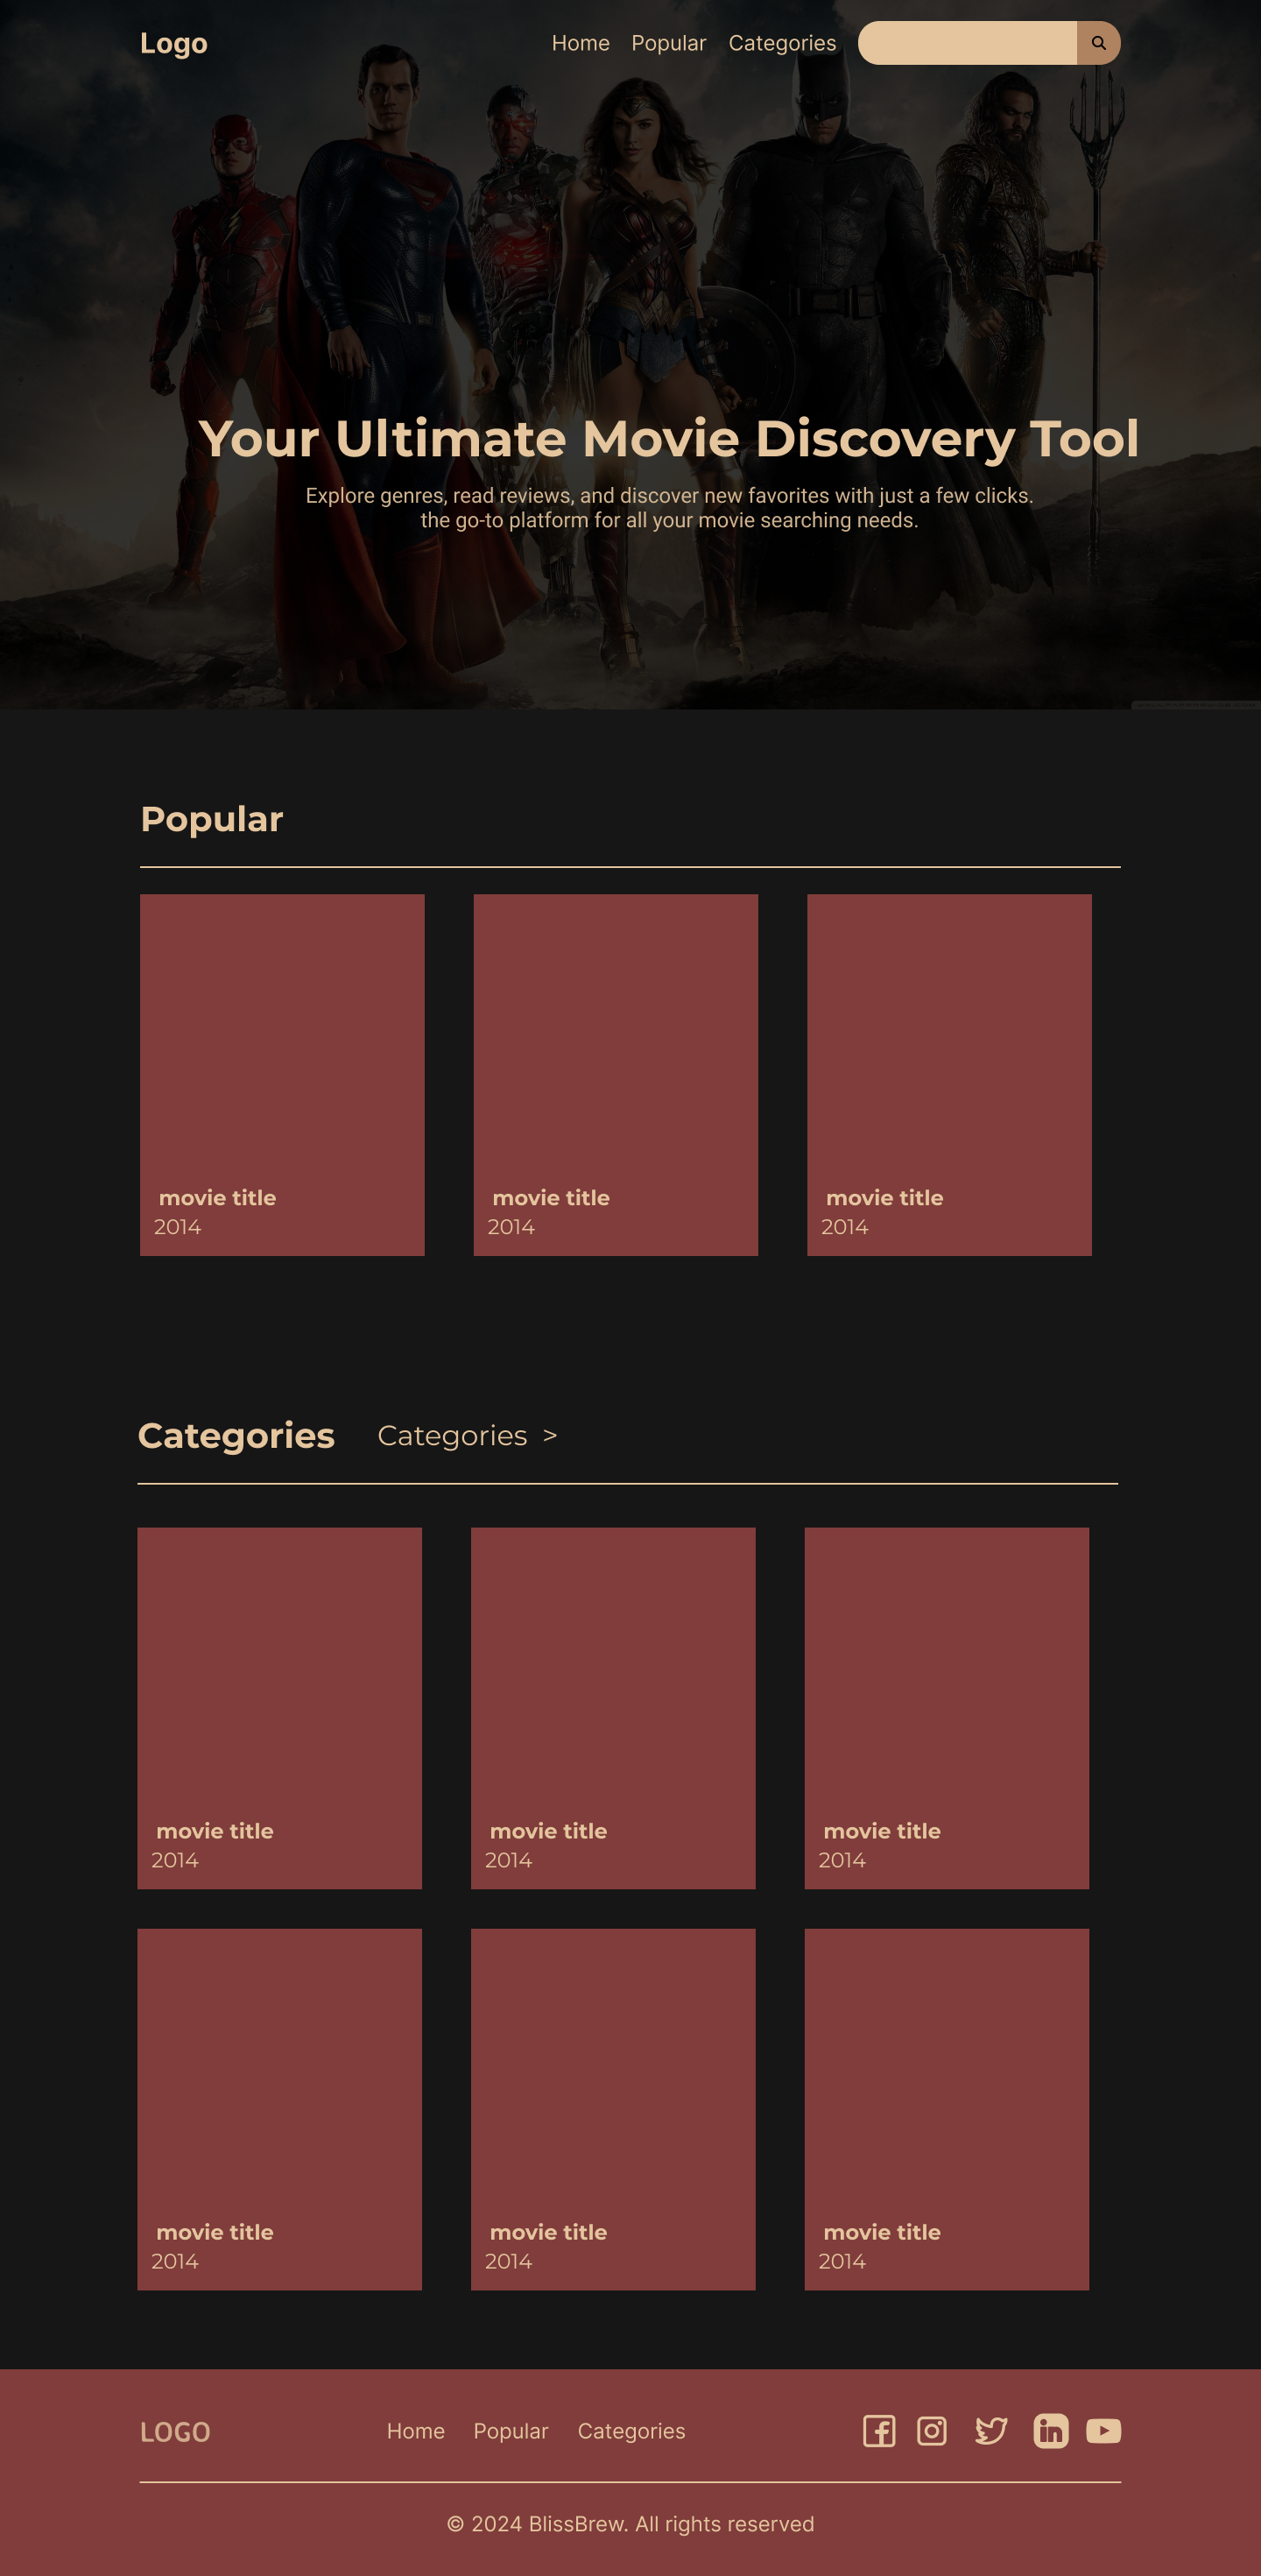 Logo
Home Popular Categories
Your Ultimate Movie Discovery Tool
Explore genres, read reviews, and discover new favorites with just a few clicks.
the go-to platform for all your movie searching needs.
Popular
movie title movie title movie title
2014 2014 2014
Categories Categories >
movie title movie title movie title
2014 2014 2014
movie title movie title movie title
2014 2014 2014
LOGO Home Popular Categories
© 2024 BlissBrew. All rights reserved